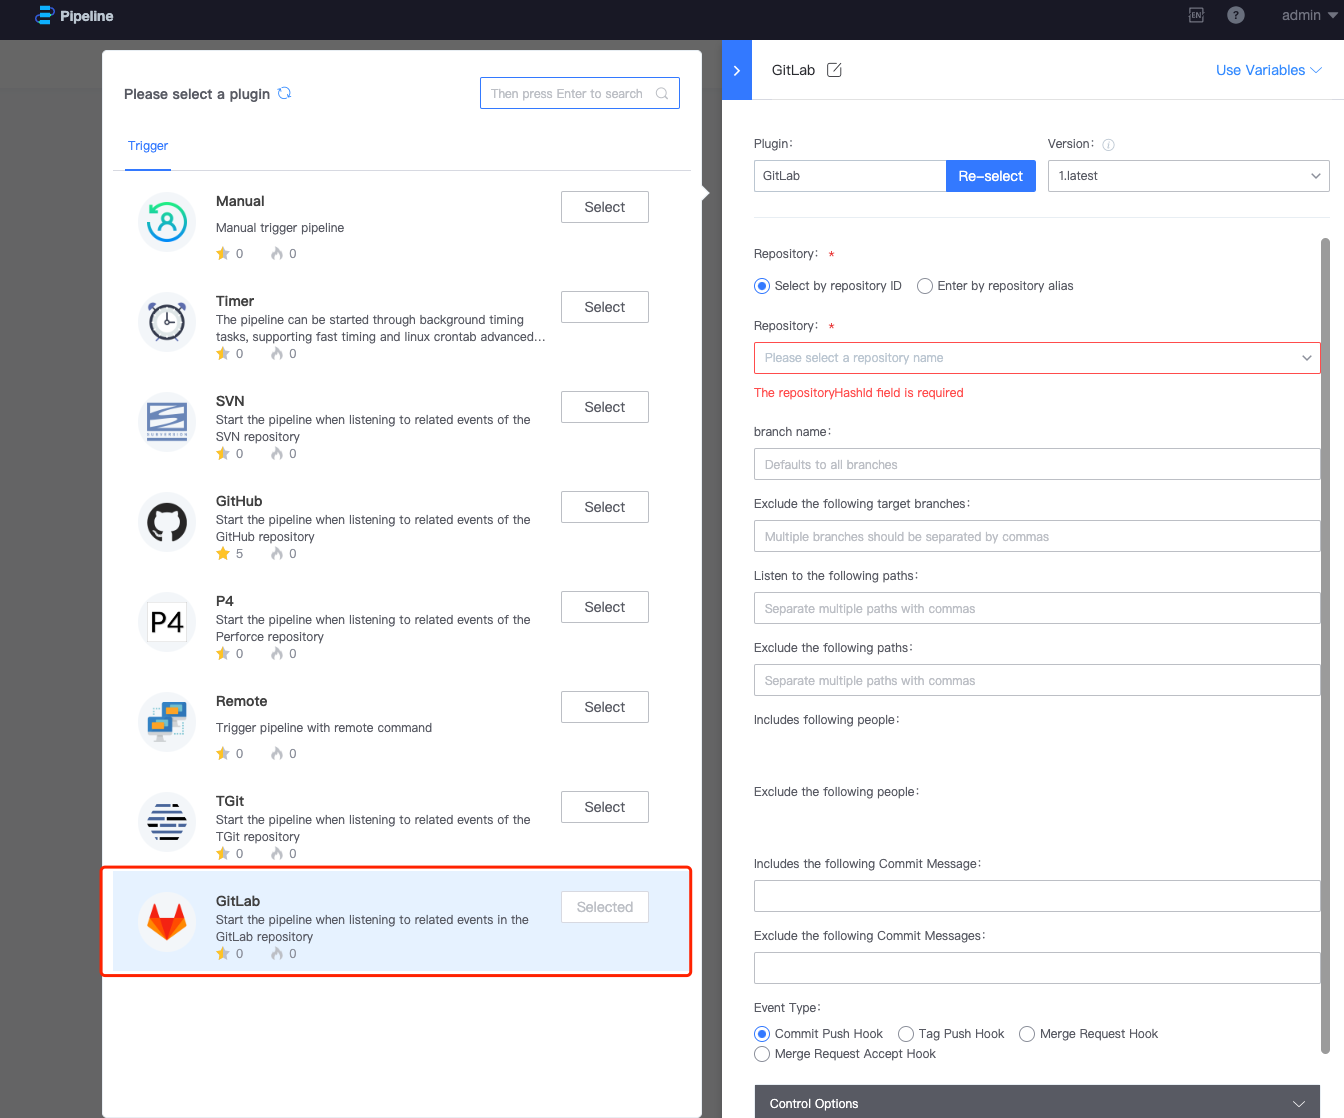 Pipeline
EN
?
admin
Please select a plugin
Then press Enter to search
Trigger
Manual
Manual trigger pipeline
0 0
Select
Timer
The pipeline can be started through background timing
tasks, supporting fast timing and linux crontab advanced...
0 0
Select
SUBVERSION
SVN
Start the pipeline when listening to related events of the
SVN repository
0 0
Select
GitHub
Start the pipeline when listening to related events of the
GitHub repository
5 0
Select
P4
P4
Start the pipeline when listening to related events of the
Perforce repository
0 0
Select
Remote
Trigger pipeline with remote command
0 0
Select
TGit
Start the pipeline when listening to related events of the
TGit repository
0 0
Select
GitLab
Start the pipeline when listening to related events in the
GitLab repository
0 0
Selected
GitLab
Use Variables
Plugin:
Version:
GitLab
Re-select
1.latest
Repository: *
Select by repository ID
Enter by repository alias
Repository: *
Please select a repository name
The repositoryHashId field is required
branch name:
Defaults to all branches
Exclude the following target branches:
Multiple branches should be separated by commas
Listen to the following paths:
Separate multiple paths with commas
Exclude the following paths:
Separate multiple paths with commas
Includes following people:
Exclude the following people:
Includes the following Commit Message:
Exclude the following Commit Messages:
Event Type:
Commit Push Hook
Tag Push Hook
Merge Request Hook
Merge Request Accept Hook
Control Options